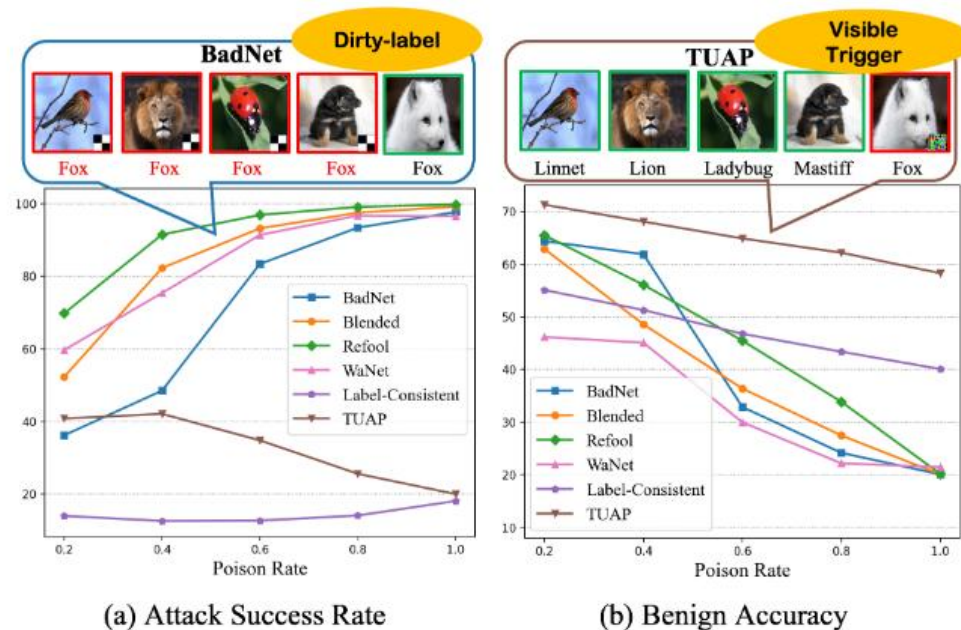 Dirty-label
BadNet
Fox Fox Fox Fox Fox
100
80
60
40
20
0.2 0.4 0.6 0.8 1.0
BadNet
Blended
Refool
WaNet
Label-Consistent
TUAP
Poison Rate
(a) Attack Success Rate
Visible
Trigger
TUAP
Linnet Lion Ladybug Mastiff Fox
70
60
50
40
30
20
10
0.2 0.4 0.6 0.8 1.0
BadNet
Blended
Refool
WaNet
Label-Consistent
TUAP
Poison Rate
(b) Benign Accuracy